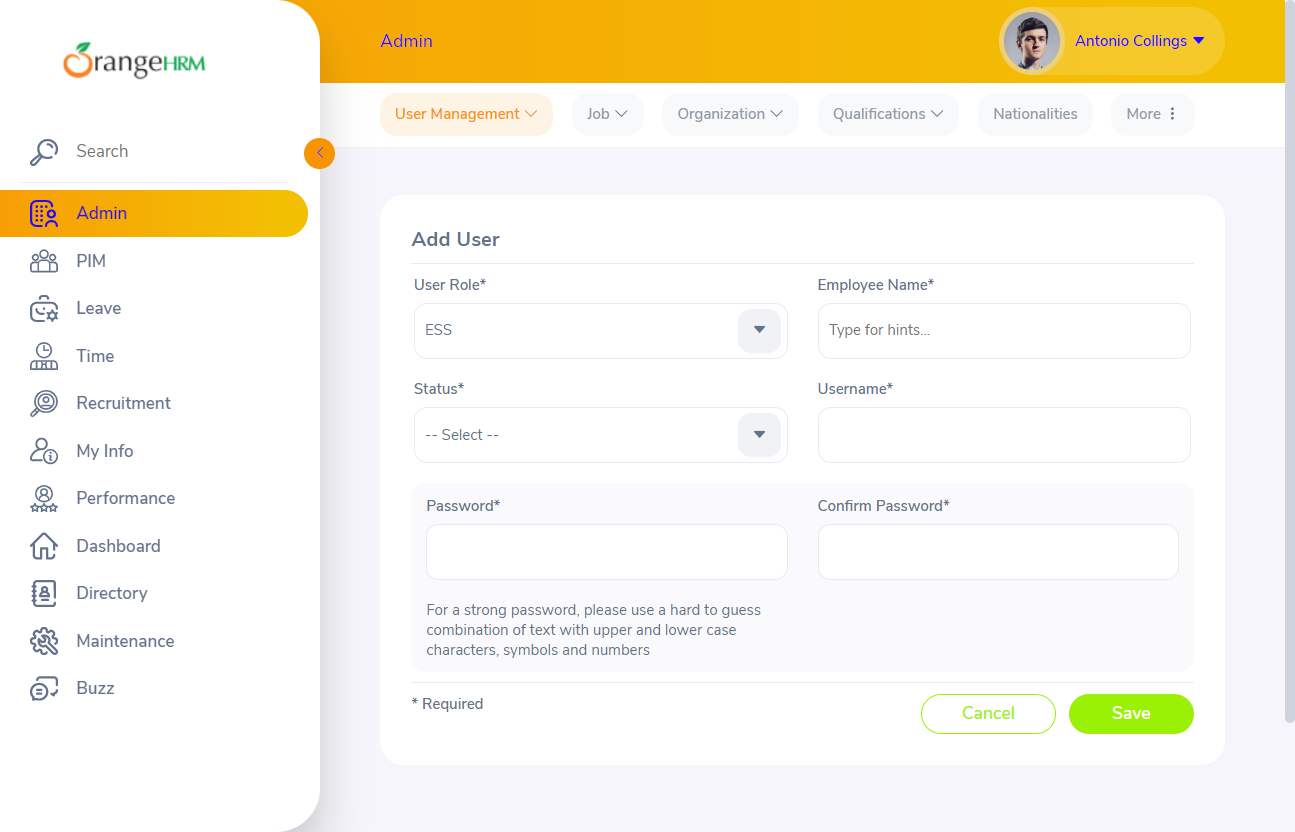 OrangeHRM
Search
Admin
PIM
Leave
Time
Recruitment
My Info
Performance
Dashboard
Directory
Maintenance
Buzz
Admin
Antonio Collings
User Management
Job
Organization
Qualifications
Nationalities
More
Add User
User Role*
Employee Name*
ESS
Type for hints...
Status*
Username*
-- Select --
Password*
Confirm Password*
For a strong password, please use a hard to guess
combination of text with upper and lower case
characters, symbols and numbers
* Required
Cancel
Save